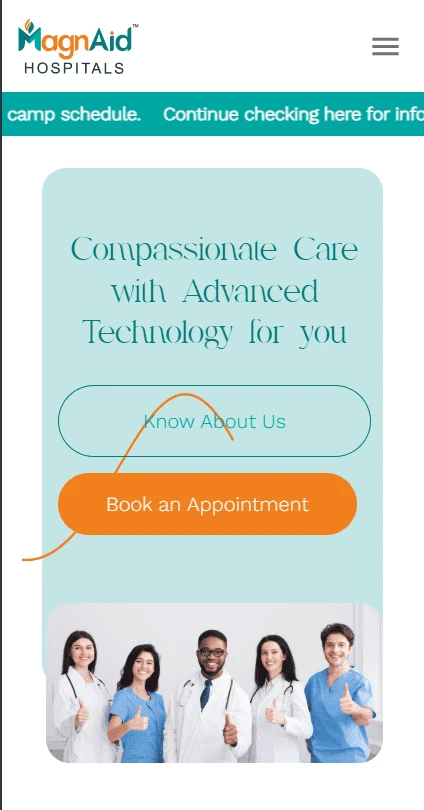 MagnAid™
HOSPITALS
camp schedule. Continue checking here for info
Compassionate Care
with Advanced
Technology for you
Know About Us
Book an Appointment